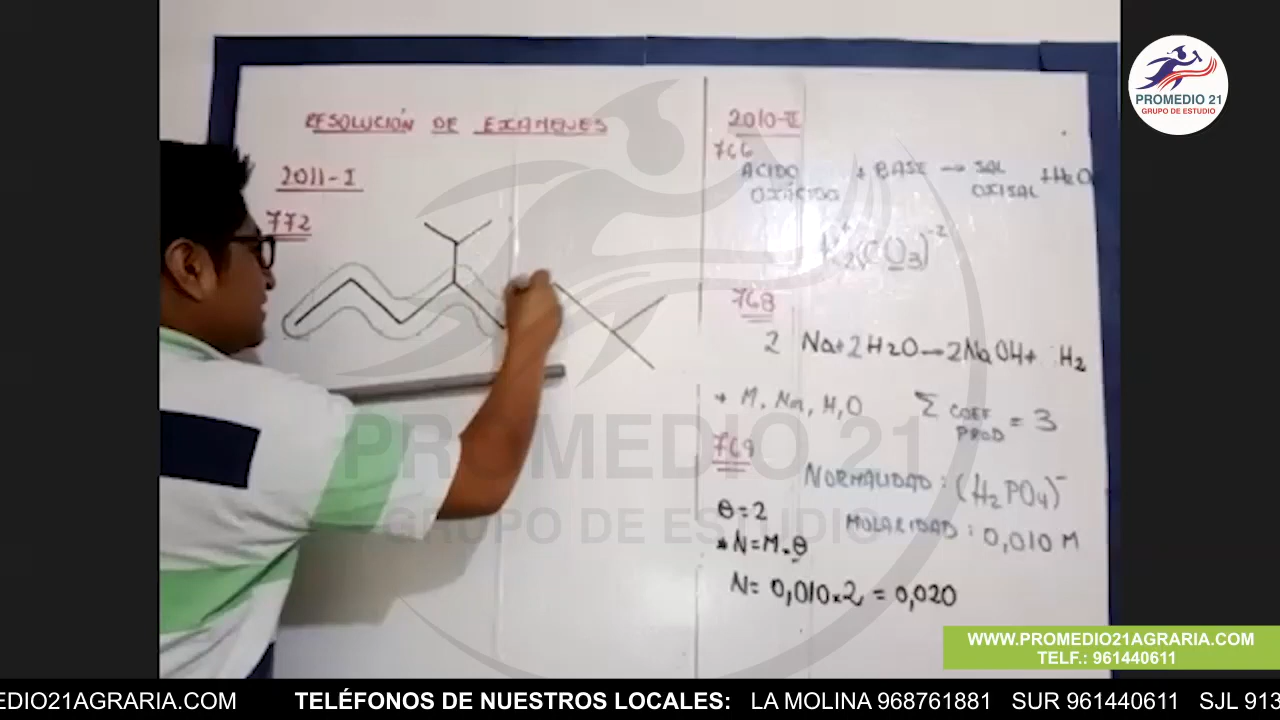 RESOLUCIÓN DE EXAMENES
2011-I
772
2010-II
766
ACIDO OXÁCIDO + BASE → SAL OXISAL + H2O
K2(CO3)-2
768
2 Na+2H2O→2NaOH+ H2
Σ COEF PROD = 3
769
NORMALIDAD: (H2PO4)-
θ=2
MOLARIDAD: 0,010 M
* N=M.θ
N= 0,010x2 = 0,020
PROMEDIO 21
GRUPO DE ESTUDIO
PROMEDIO 21
GRUPO DE ESTUDIO
WWW.PROMEDIO21AGRARIA.COM
TELF.: 961440611
EDIO21AGRARIA.COM TELÉFONOS DE NUESTROS LOCALES: LA MOLINA 968761881 SUR 961440611 SJL 913